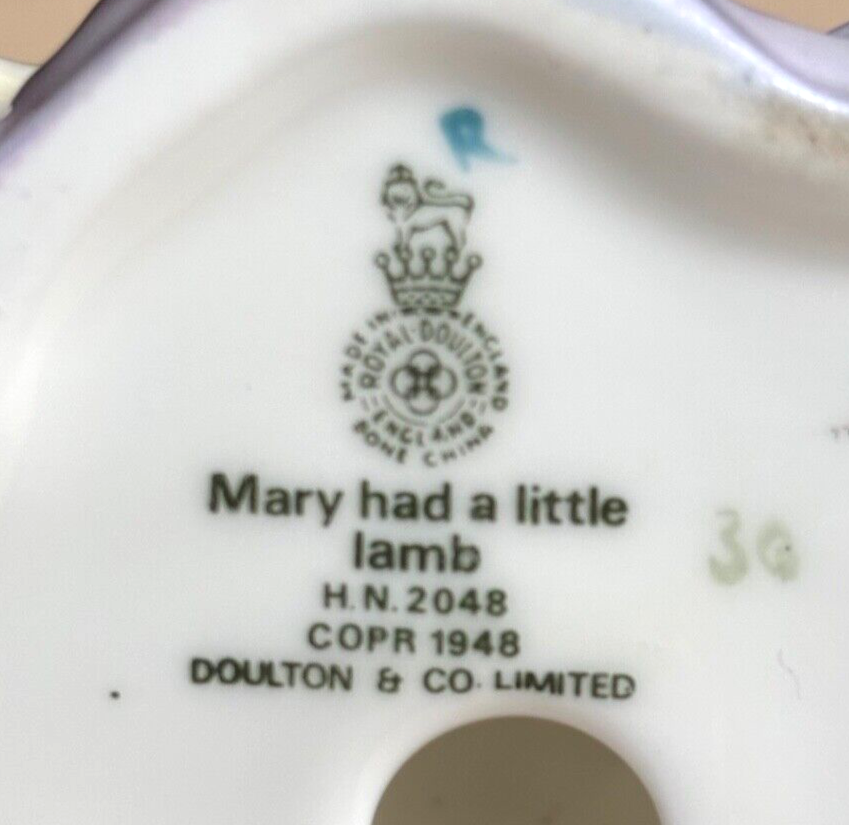 R
MADE IN ENGLAND
ROYAL·DOULTON
ENGLAND
BONE CHINA
Mary had a little
lamb
H.N. 2048
COPR 1948
DOULTON & CO. LIMITED